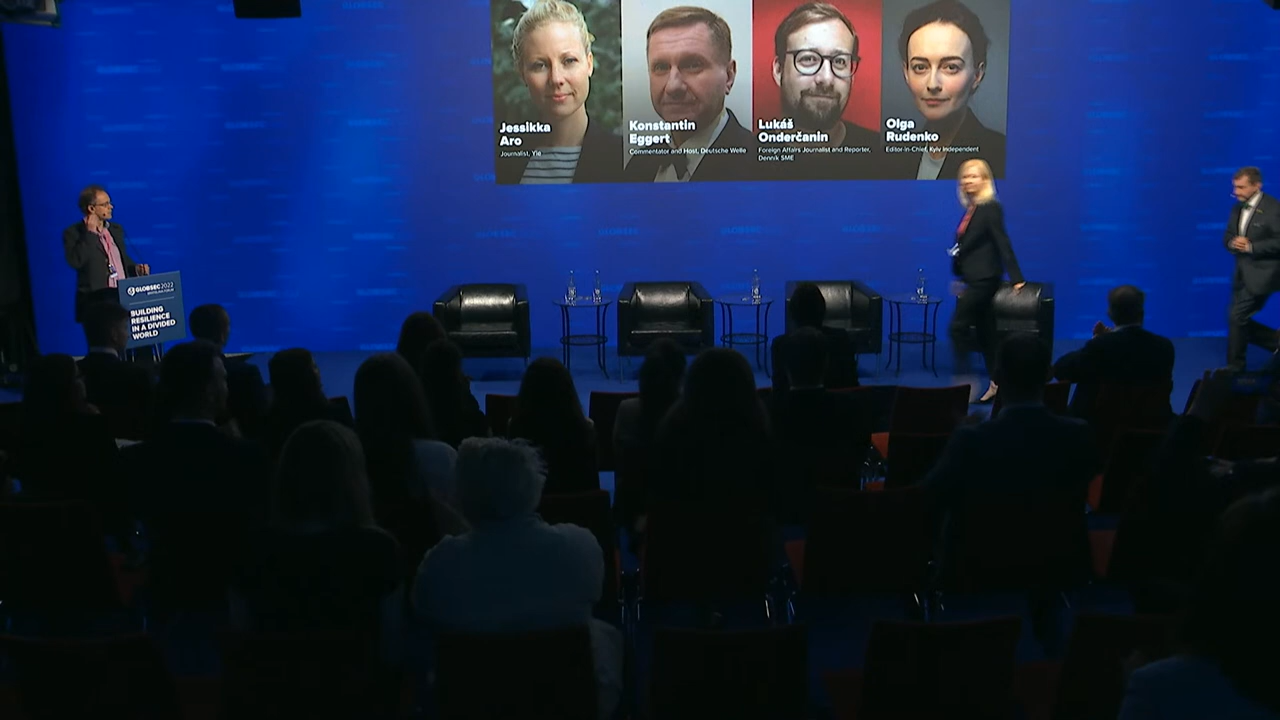 Jessikka
Aro
Journalist, Yle
Konstantin
Eggert
Commentator and Host, Deutsche Welle
Lukáš
Onderčanin
Foreign Affairs Journalist and Reporter,
Denník SME
Olga
Rudenko
Editor-in-Chief, Kyiv Independent
GLOBSEC 2022
BUILDING
RESILIENCE
IN A DIVIDED
WORLD